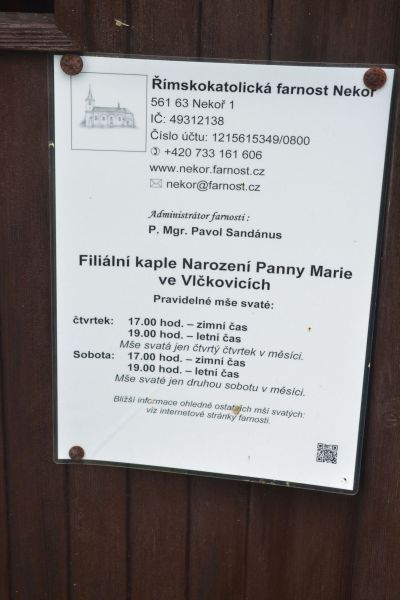 Římskokatolická farnost Nekoř
561 63 Nekoř 1
IČ: 49312138
Číslo účtu: 1215615349/0800
+420 733 161 606
www.nekor.farnost.cz
nekor@farnost.cz
Administrátor farnosti :
P. Mgr. Pavol Sandánus
Filiální kaple Narození Panny Marie
ve Vlčkovicích
Pravidelné mše svaté:
čtvrtek: 17.00 hod. – zimní čas
19.00 hod. – letní čas
Mše svatá jen čtvrtý čtvrtek v měsíci.
Sobota: 17.00 hod. – zimní čas
19.00 hod. – letní čas
Mše svaté jen druhou sobotu v měsíci.
Bližší informace ohledně ostatních mší svatých:
viz internetové stránky farnosti.